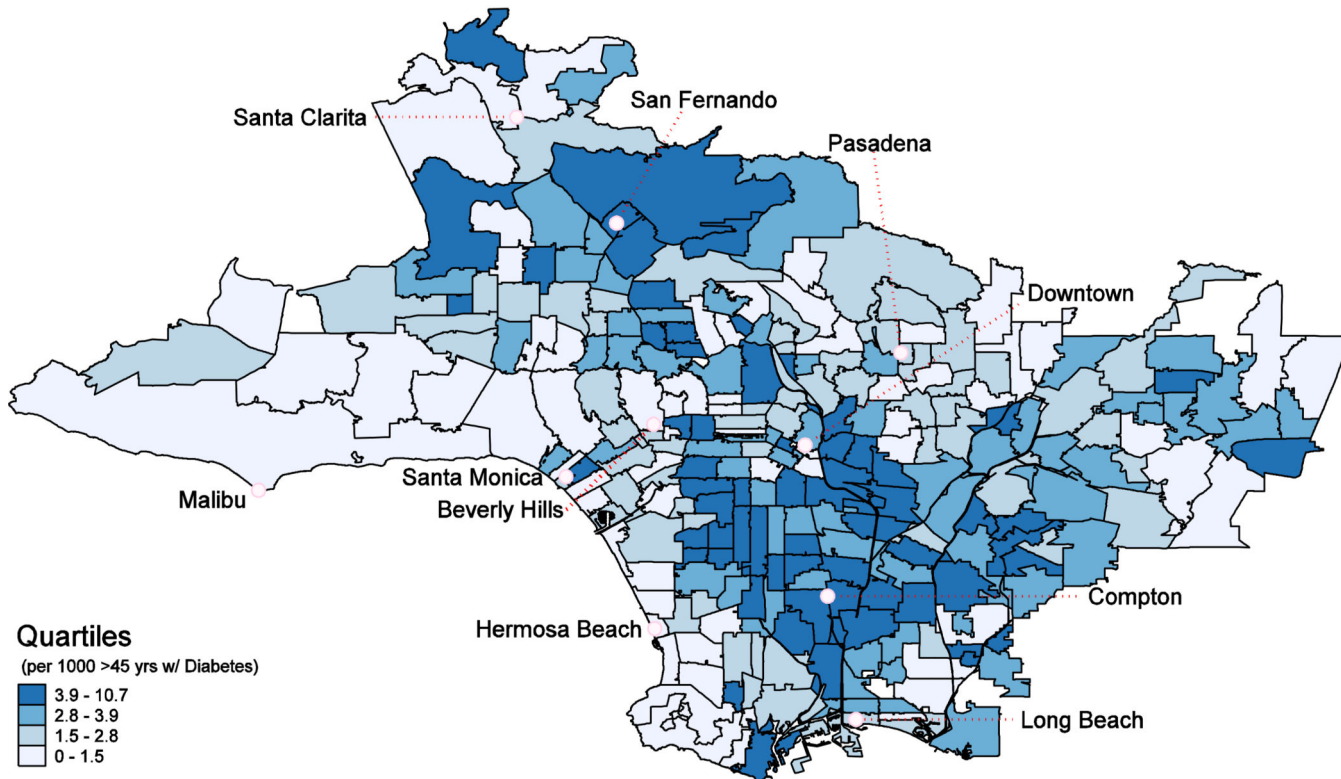 Santa Clarita
San Fernando
Pasadena
Downtown
Malibu
Santa Monica
Beverly Hills
Compton
Hermosa Beach
Long Beach
Quartiles
(per 1000 >45 yrs w/ Diabetes)
3.9 - 10.7
2.8 - 3.9
1.5 - 2.8
0 - 1.5